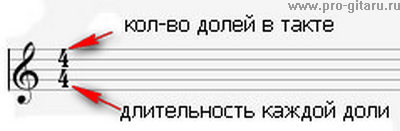 www.pro-gitaru.ru
кол-во долей в такте
4
4
длительность каждой доли